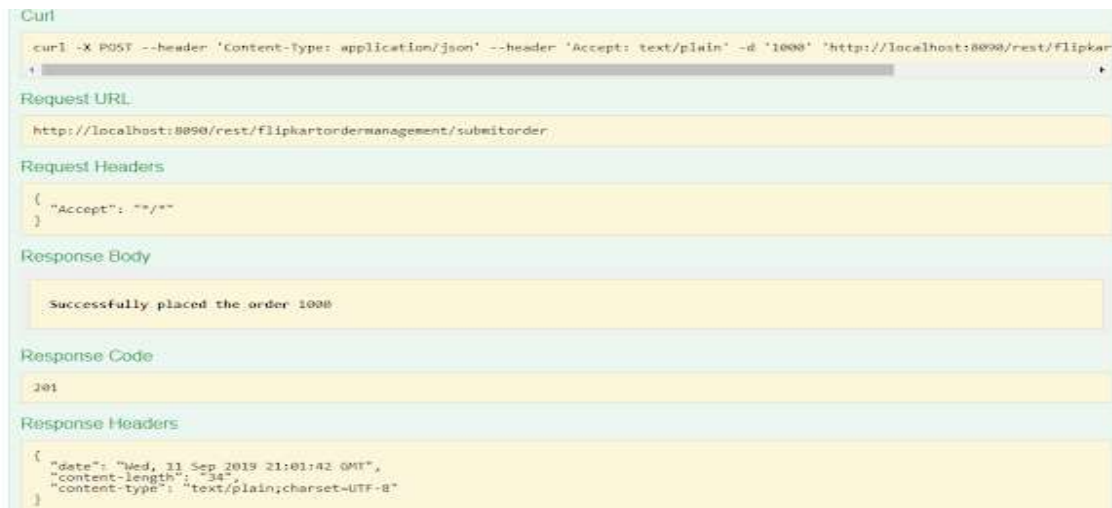 Curl
curl -X POST --header 'Content-Type: application/json' --header 'Accept: text/plain' -d '1000' 'http://localhost:8090/rest/flipkar
Request URL
http://localhost:8090/rest/flipkartordermanagement/submitorder
Request Headers
{
"Accept": "*/*"
}
Response Body
Successfully placed the order 1000
Response Code
201
Response Headers
{
"date": "Wed, 11 Sep 2019 21:01:42 GMT",
"content-length": "34",
"content-type": "text/plain;charset=UTF-8"
}